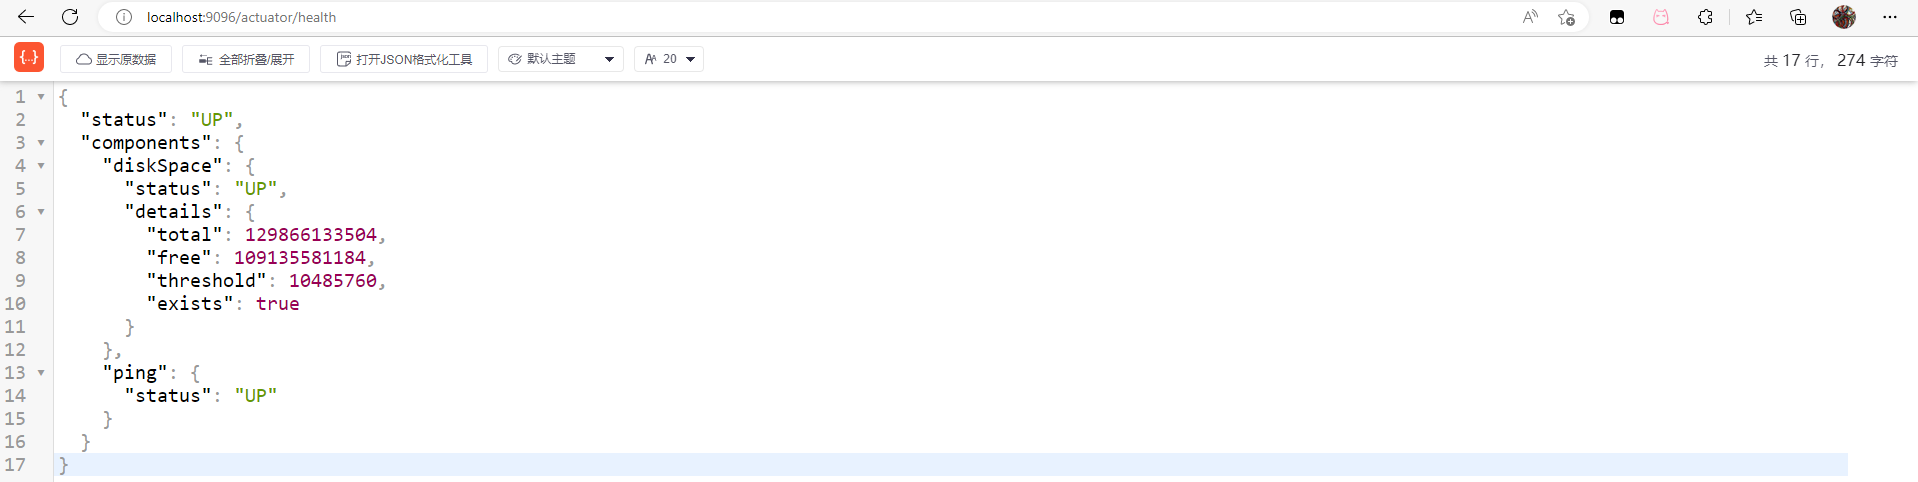 localhost:9096/actuator/health
{..} 显示原数据 全部折叠/展开 打开JSON格式化工具 默认主题 20 共 17 行， 274 字符
1 {
2 "status": "UP",
3 "components": {
4 "diskSpace": {
5 "status": "UP",
6 "details": {
7 "total": 129866133504,
8 "free": 109135581184,
9 "threshold": 10485760,
10 "exists": true
11 }
12 },
13 "ping": {
14 "status": "UP"
15 }
16 }
17 }